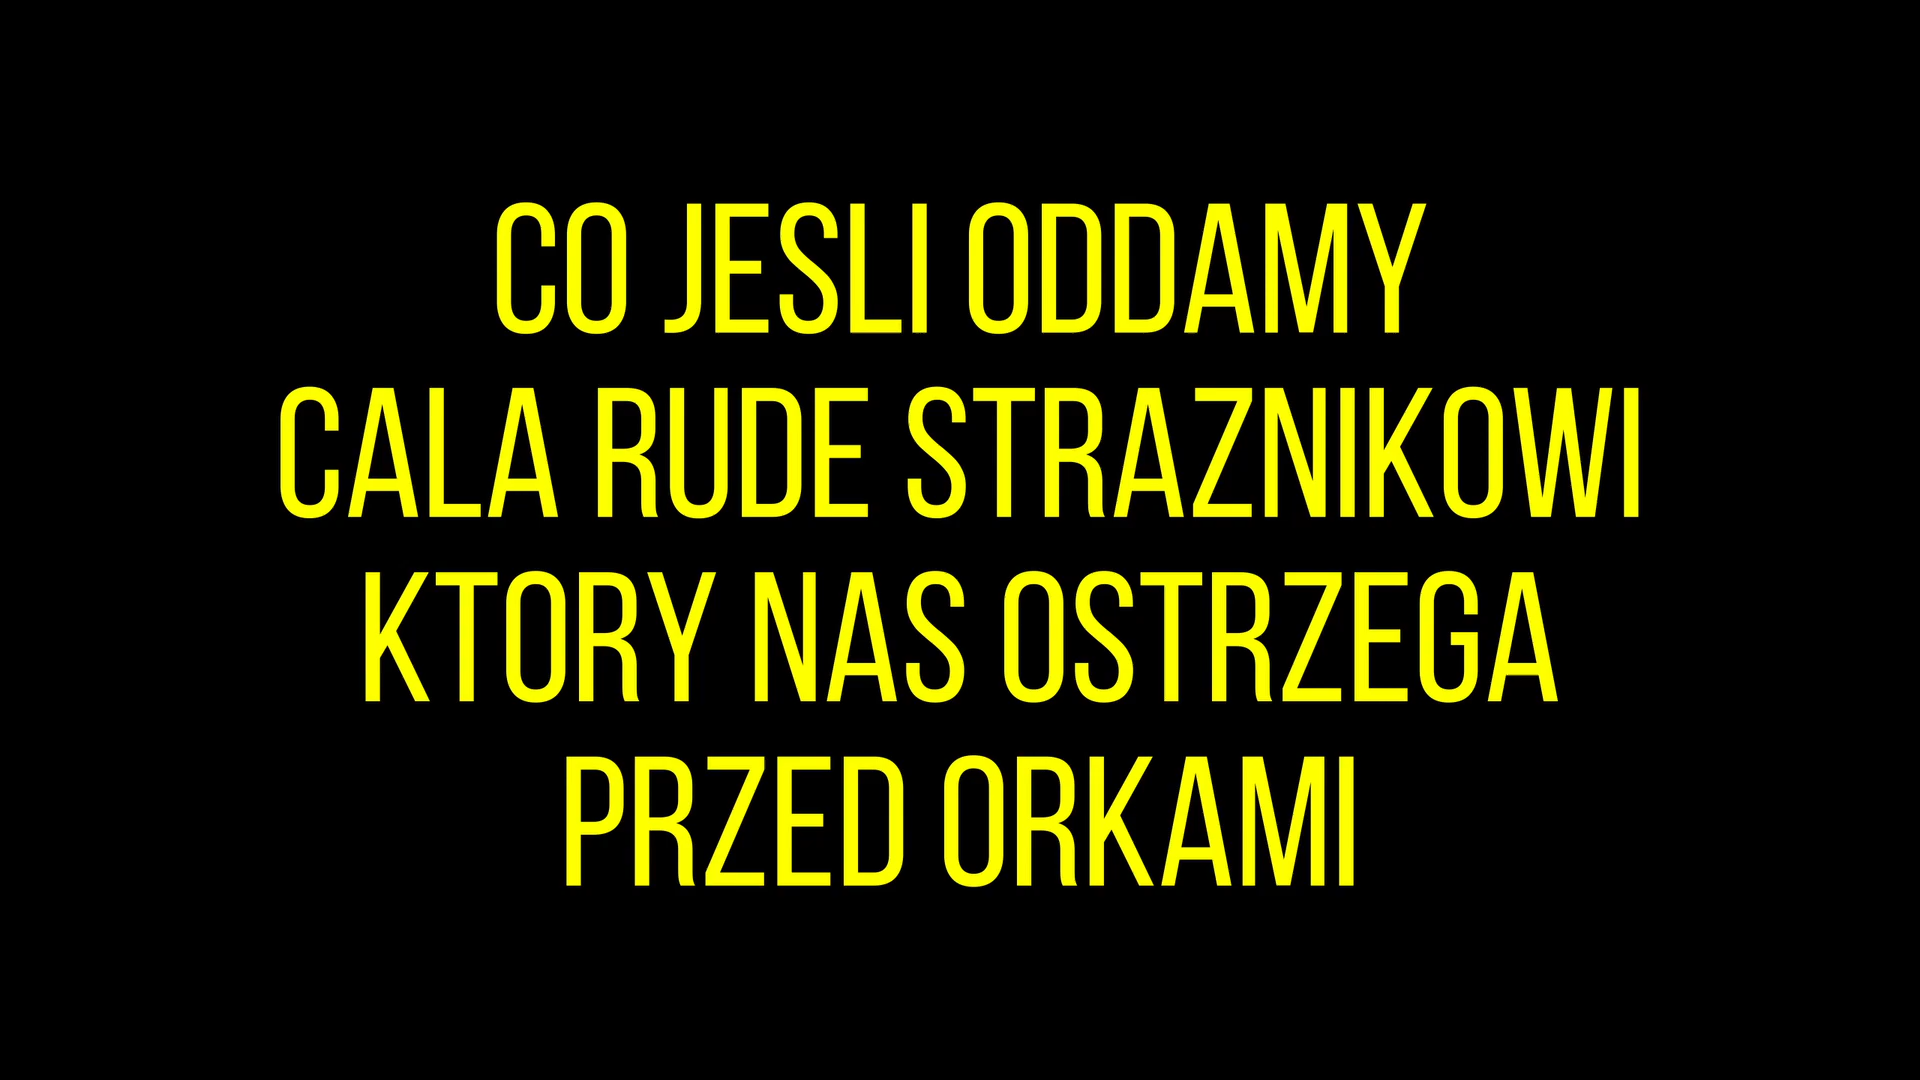 CO JESLI ODDAMY
CALA RUDE STRAZNIKOWI
KTORY NAS OSTRZEGA
PRZED ORKAMI